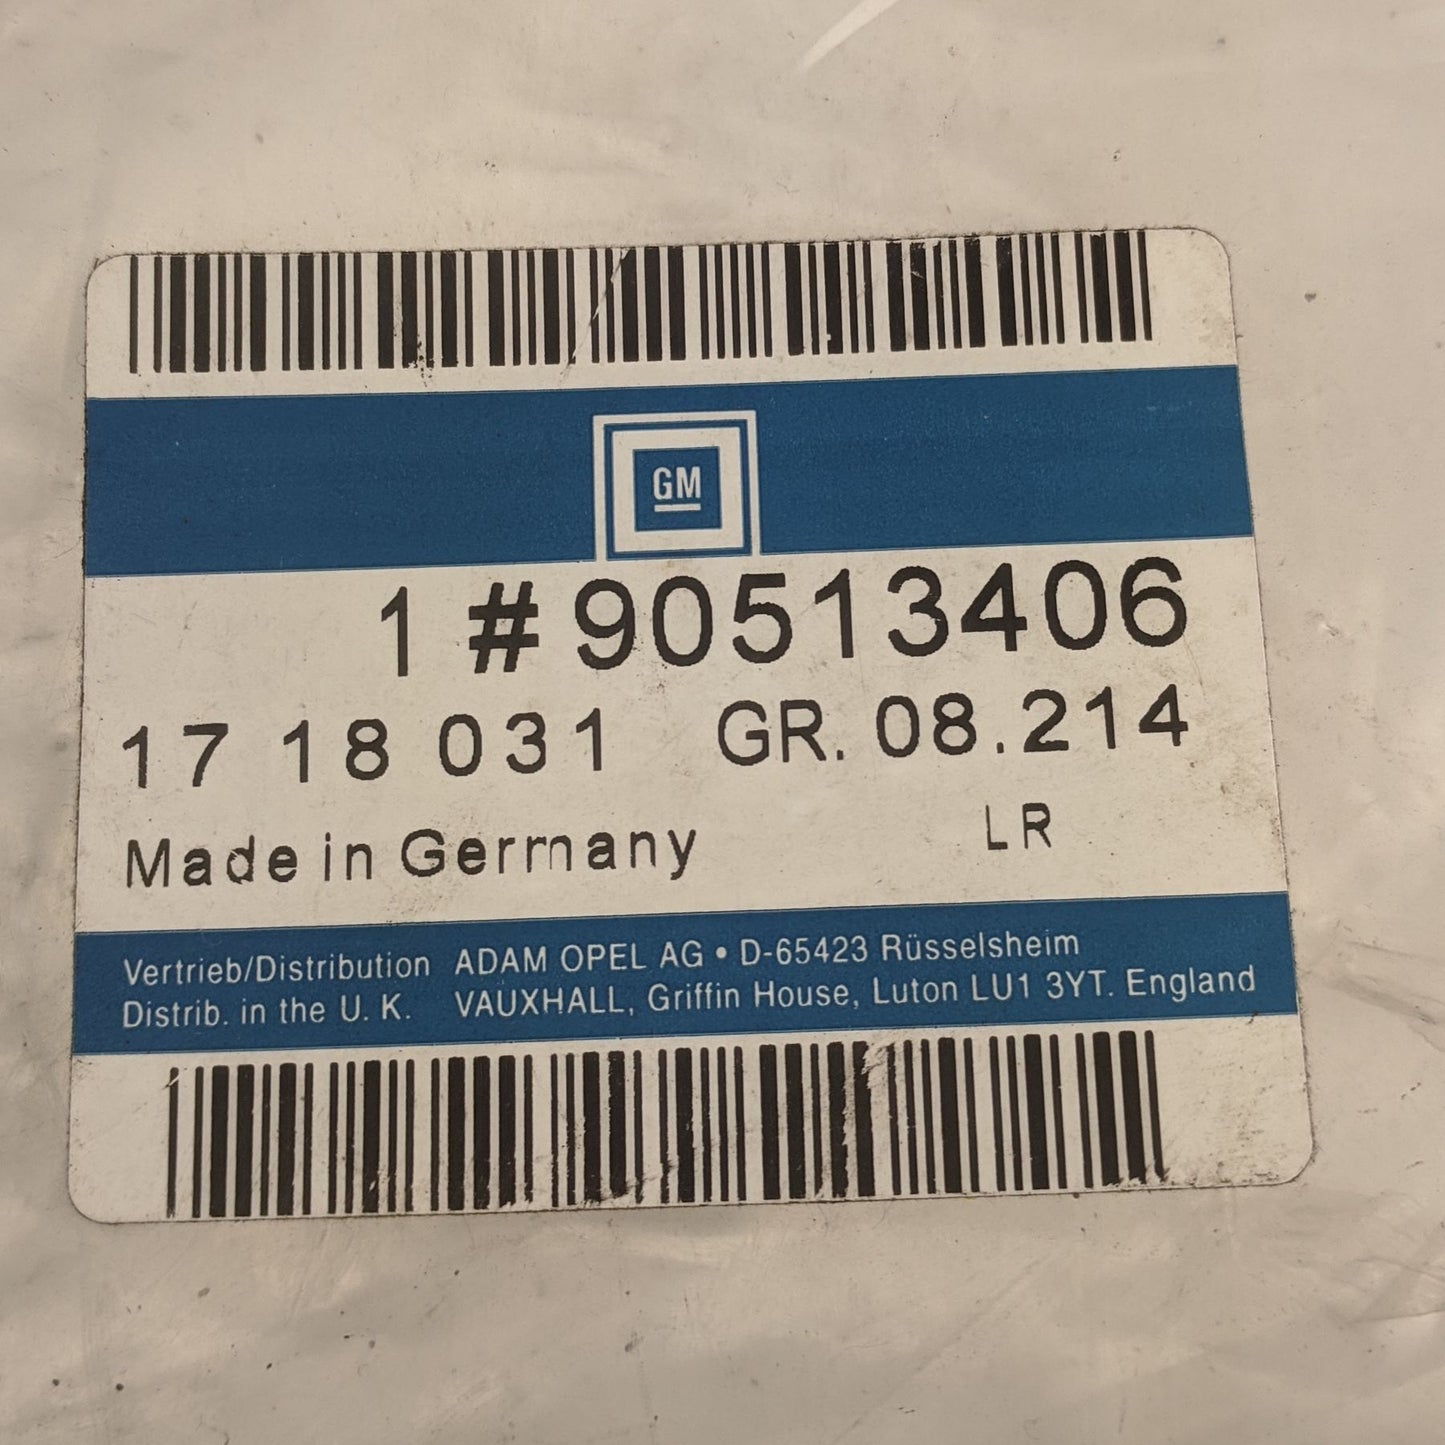 GM
1 #90513406
17 18 031 GR. 08.214
Made in Germany LR
Vertrieb/Distribution ADAM OPEL AG • D-65423 Rüsselsheim
Distrib. in the U. K. VAUXHALL, Griffin House, Luton LU1 3YT. England